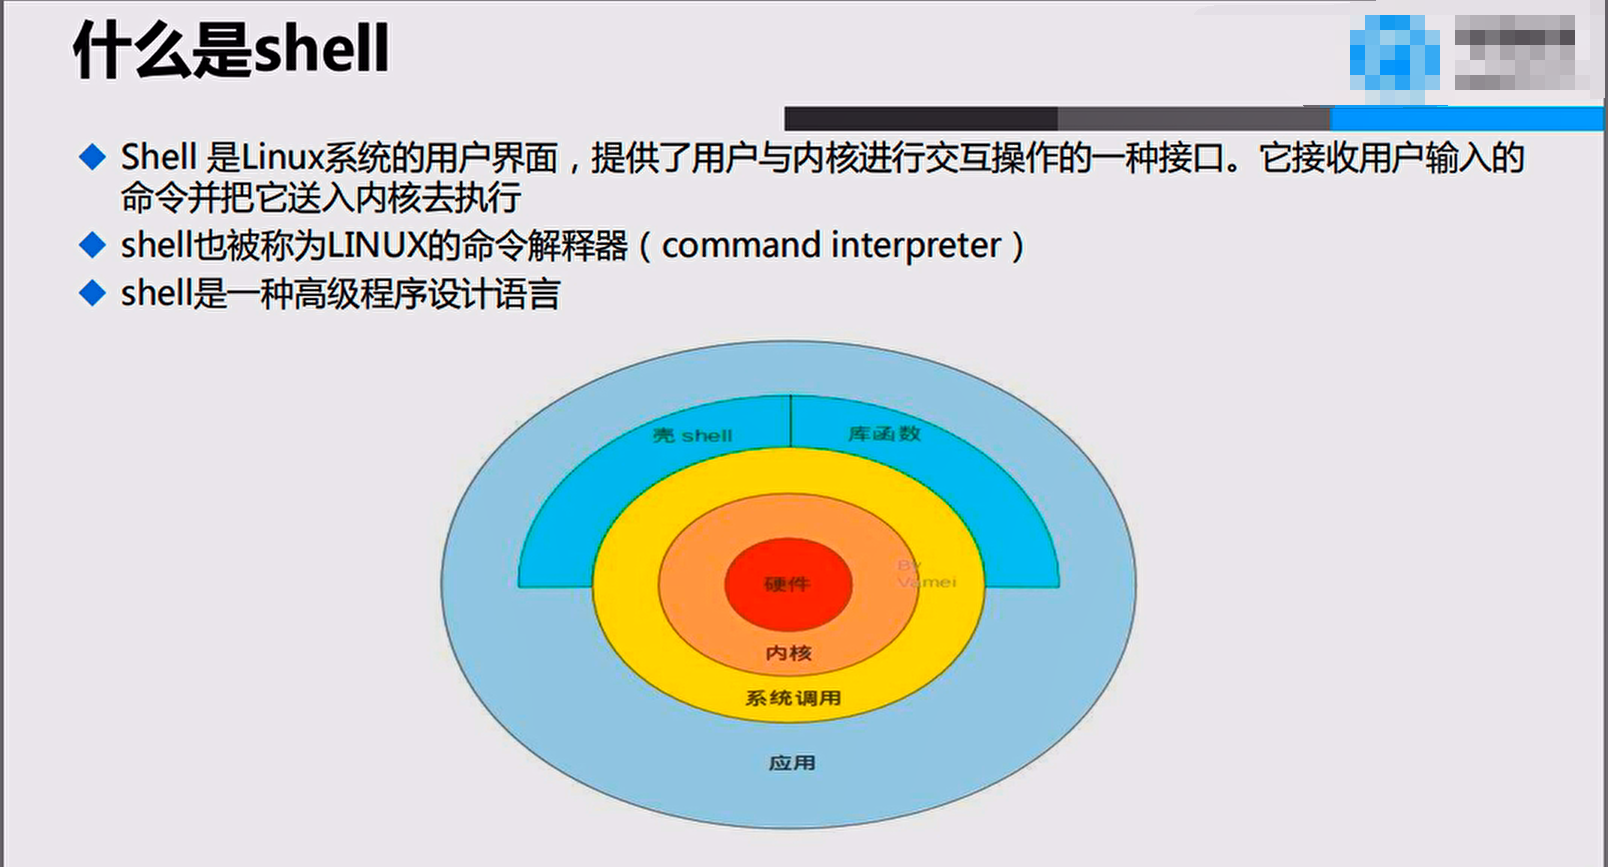 什么是shell
Shell 是Linux系统的用户界面，提供了用户与内核进行交互操作的一种接口。它接收用户输入的
命令并把它送入内核去执行
shell也被称为LINUX的命令解释器（command interpreter）
shell是一种高级程序设计语言
壳 shell
库函数
By
Vamei
硬件
内核
系统调用
应用